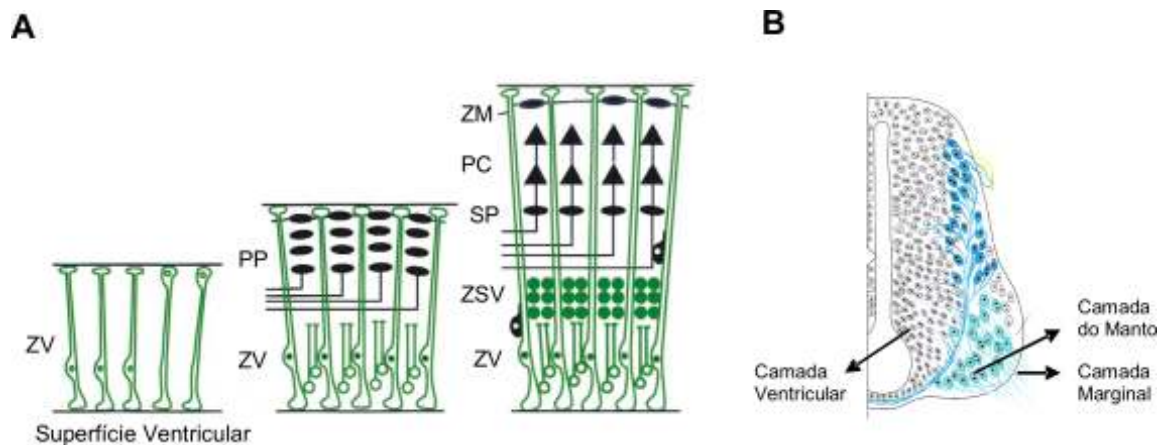 A
ZV
Superfície Ventricular
PP
ZV
ZM
PC
SP
ZSV
ZV
B
Camada
Ventricular
Camada
do Manto
Camada
Marginal